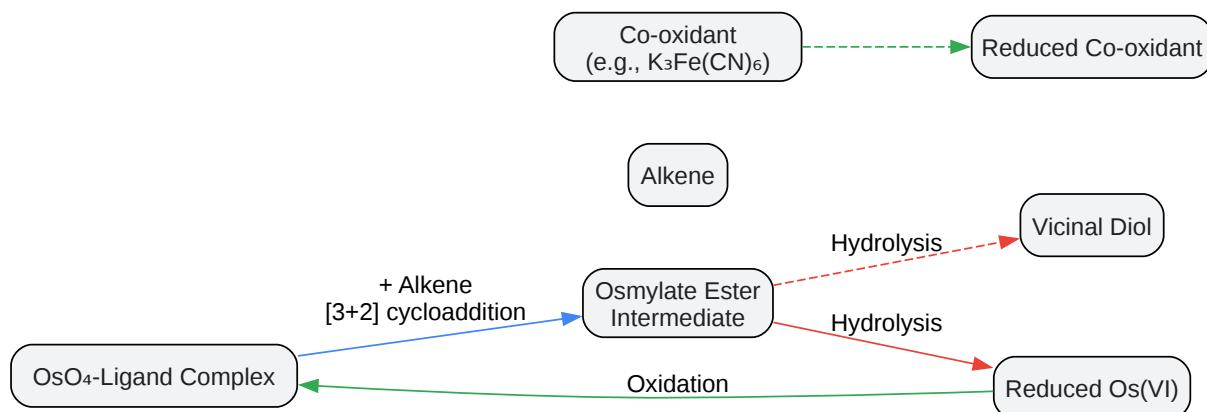 Co-oxidant
(e.g., K₃Fe(CN)₆)
Reduced Co-oxidant
Alkene
Vicinal Diol
Hydrolysis
+ Alkene
[3+2] cycloaddition
Osmylate Ester
Intermediate
Hydrolysis
OsO₄-Ligand Complex
Oxidation
Reduced Os(VI)